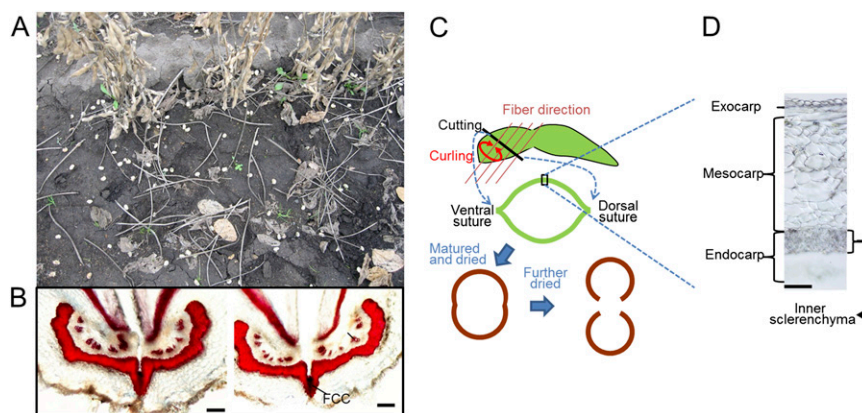 A
B
FCC
C
Fiber direction
Cutting
Curling
Ventral
suture
Dorsal
suture
Matured
and dried
Further
dried
D
Exocarp
Mesocarp
Endocarp
Inner
sclerenchyma